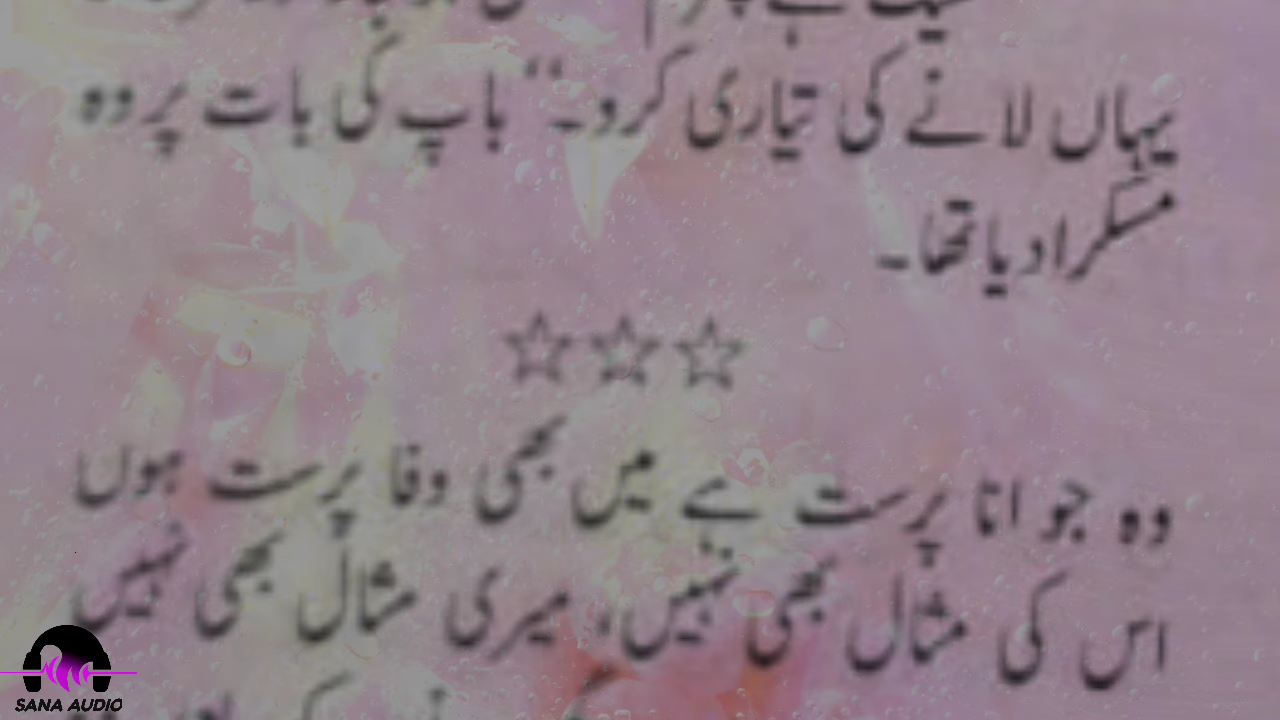 یہاں لانے کی تیاری کرو۔‘‘ باپ کی بات پر وہ
مسکرا دیا تھا۔
☆☆☆
وہ جو انا پرست ہے میں بھی وفا پرست ہوں
اس کی مثال بھی نہیں، میری مثال بھی نہیں
SANA AUDIO